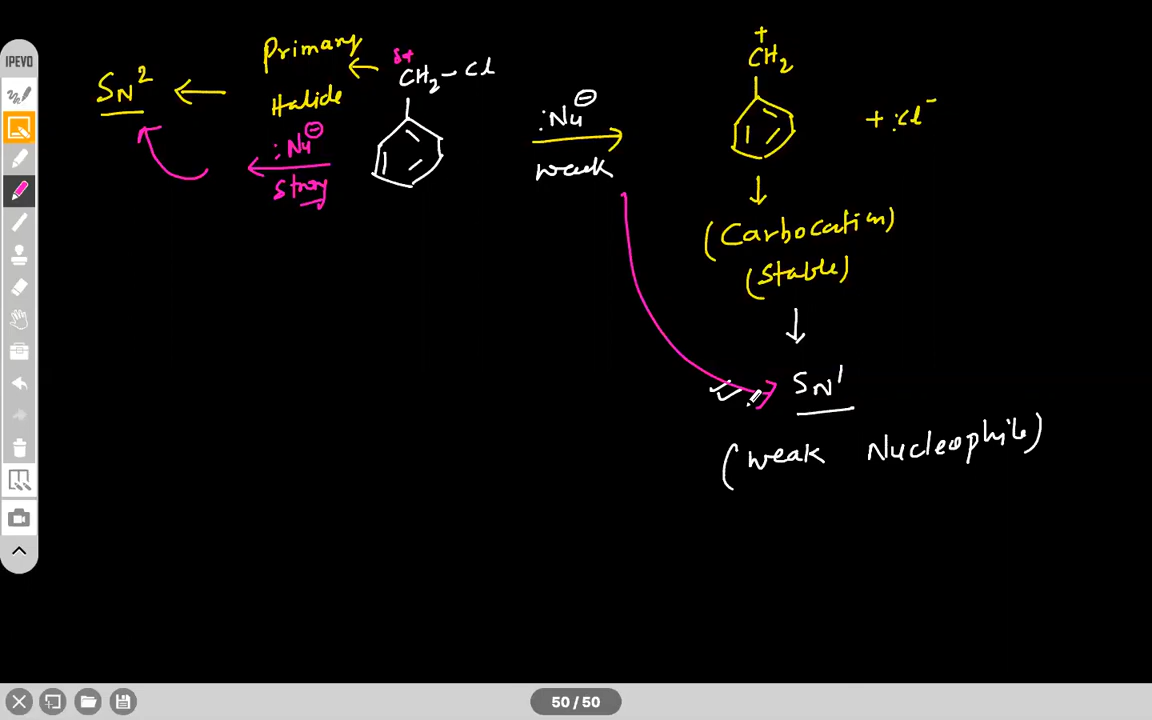 IPEVO
SN2 ← Primary Halide ← δ+ CH2 - Cl
:Nu⊖
Strong
:Nu⊖
weak
+
CH2
+ :Cl-
(Carbocation)
(Stable)
SN1
(weak Nucleophile)
50 / 50